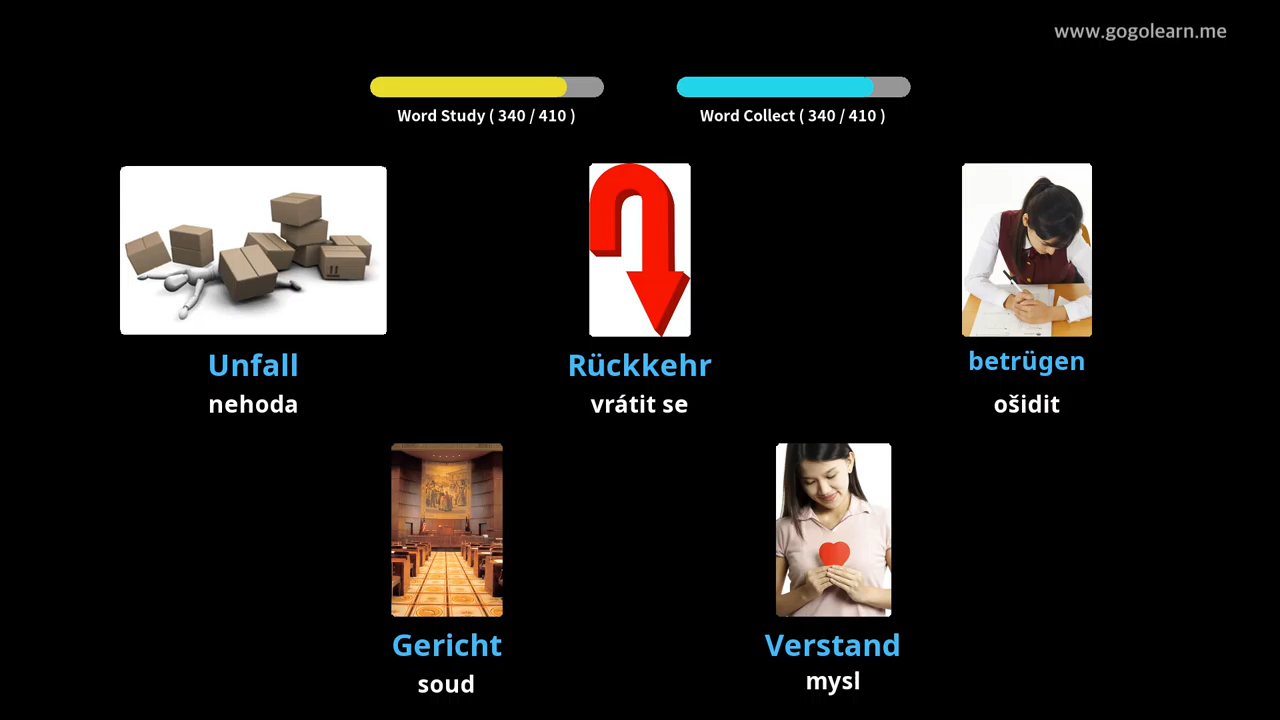 www.gogolearn.me
Word Study ( 340 / 410 )
Word Collect ( 340 / 410 )
Unfall
nehoda
Rückkehr
vrátit se
betrügen
ošidit
Gericht
soud
Verstand
mysl